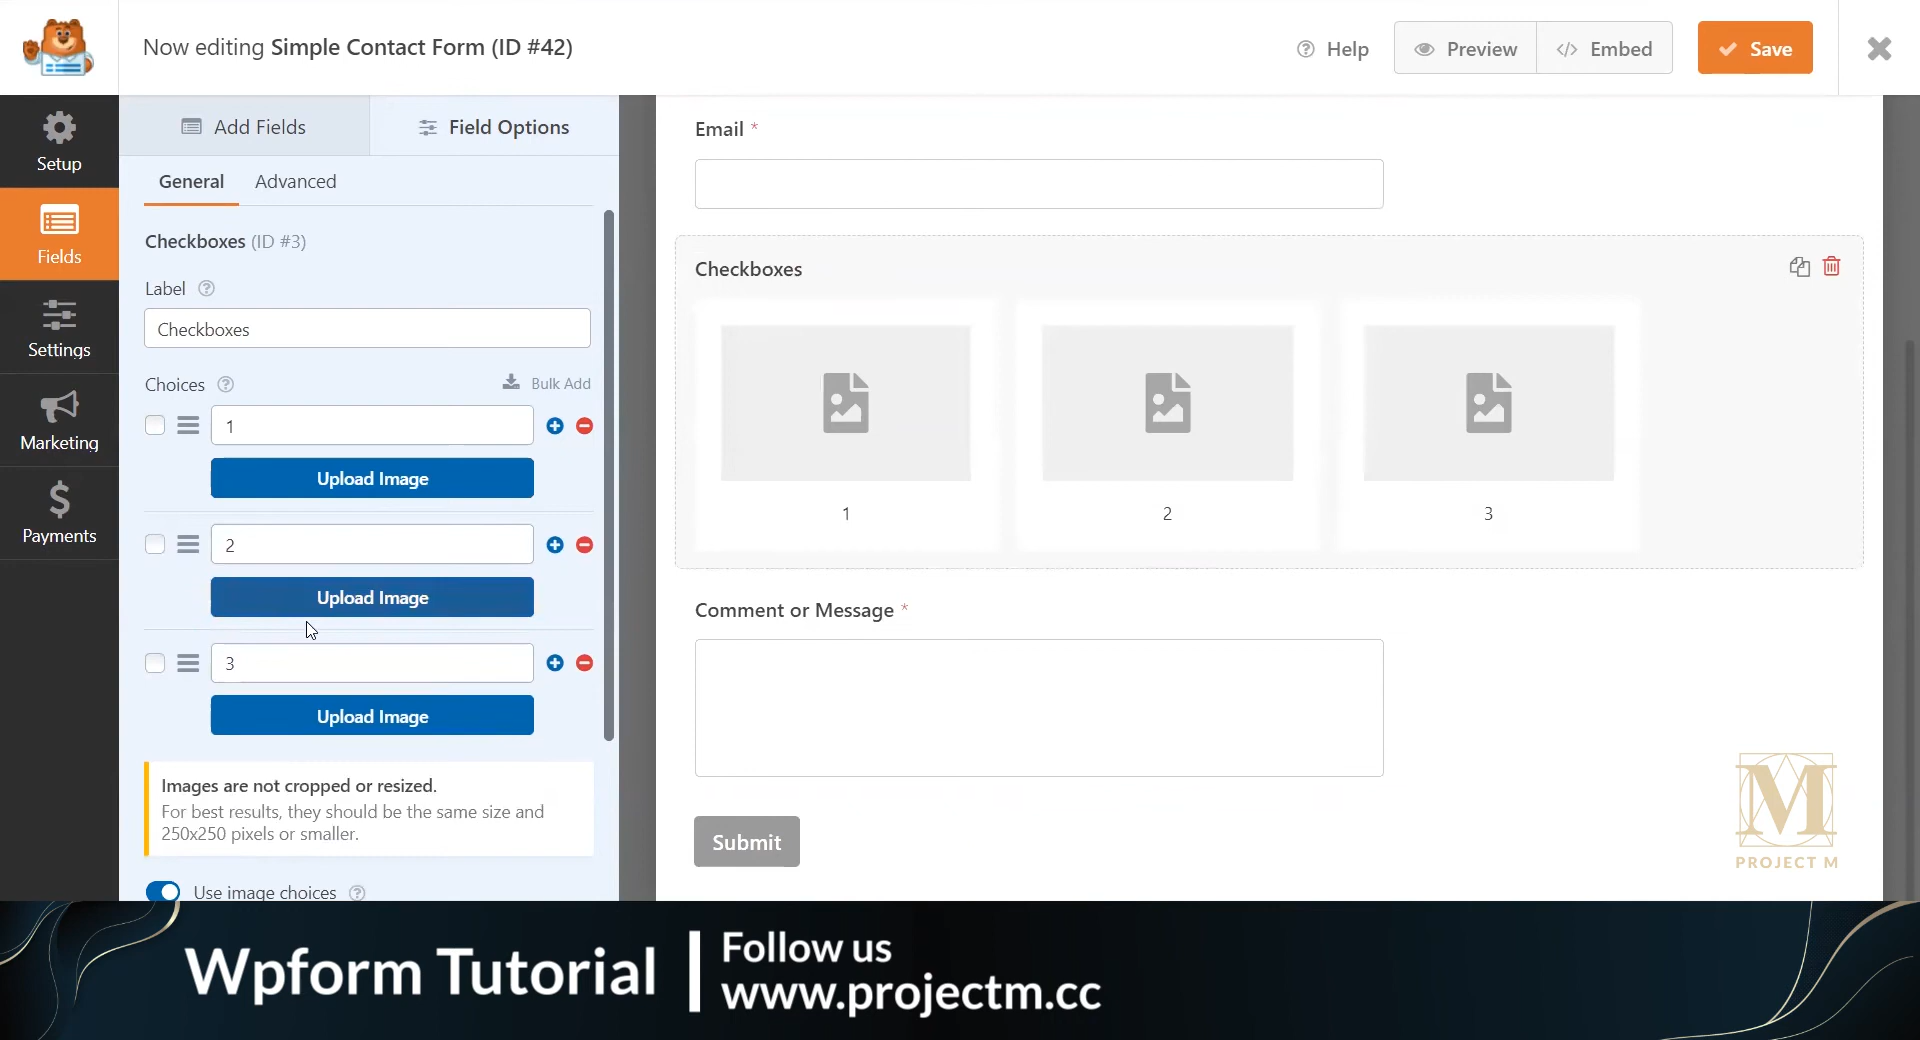 Now editing Simple Contact Form (ID #42)
Help
Preview
Embed
Save
Setup
Fields
Settings
Marketing
Payments
Add Fields
Field Options
General
Advanced
Checkboxes (ID #3)
Label
Checkboxes
Choices
Bulk Add
1
Upload Image
2
Upload Image
3
Upload Image
Images are not cropped or resized.
For best results, they should be the same size and
250x250 pixels or smaller.
Use image choices
Email *
Checkboxes
1
2
3
Comment or Message *
Submit
M
PROJECT M
Wpform Tutorial
Follow us
www.projectm.cc